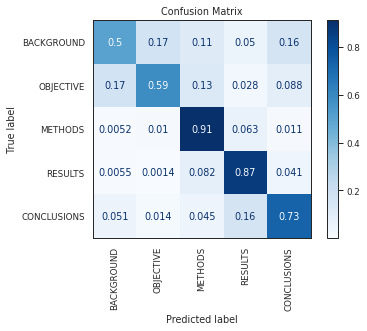 Confusion Matrix
True label
BACKGROUND 0.5 0.17 0.11 0.05 0.16
OBJECTIVE 0.17 0.59 0.13 0.028 0.088
METHODS 0.0052 0.01 0.91 0.063 0.011
RESULTS 0.0055 0.0014 0.082 0.87 0.041
CONCLUSIONS 0.051 0.014 0.045 0.16 0.73
BACKGROUND
OBJECTIVE
METHODS
RESULTS
CONCLUSIONS
Predicted label
0.8
0.6
0.4
0.2